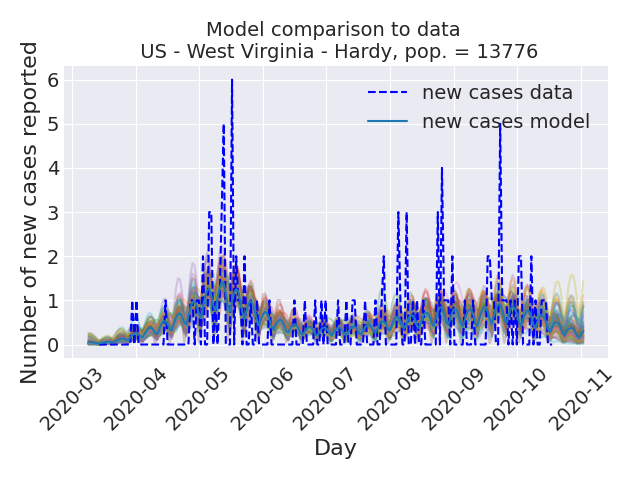 Model comparison to data
US - West Virginia - Hardy, pop. = 13776
new cases data
new cases model
Number of new cases reported
6
5
4
3
2
1
0
2020-03
2020-04
2020-05
2020-06
2020-07
2020-08
2020-09
2020-10
2020-11
Day